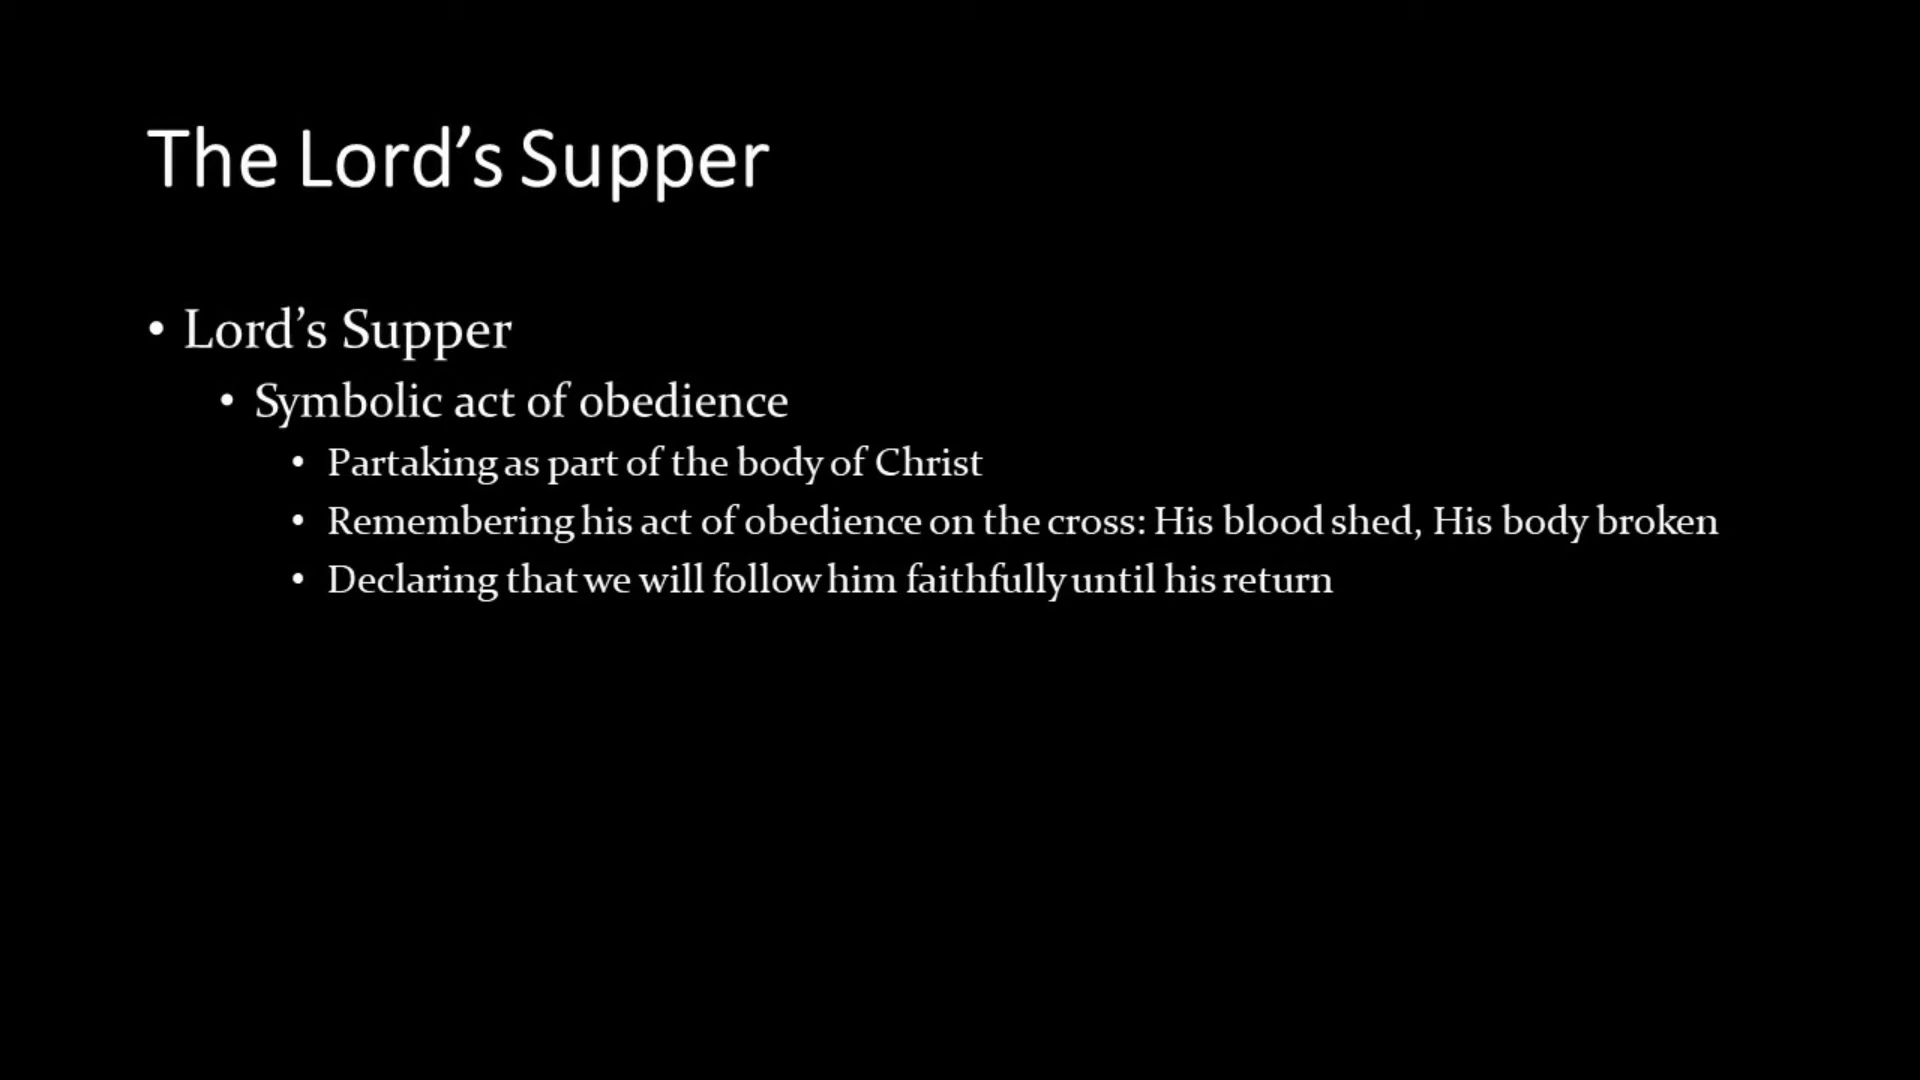 The Lord’s Supper
• Lord’s Supper
• Symbolic act of obedience
• Partaking as part of the body of Christ
• Remembering his act of obedience on the cross: His blood shed, His body broken
• Declaring that we will follow him faithfully until his return